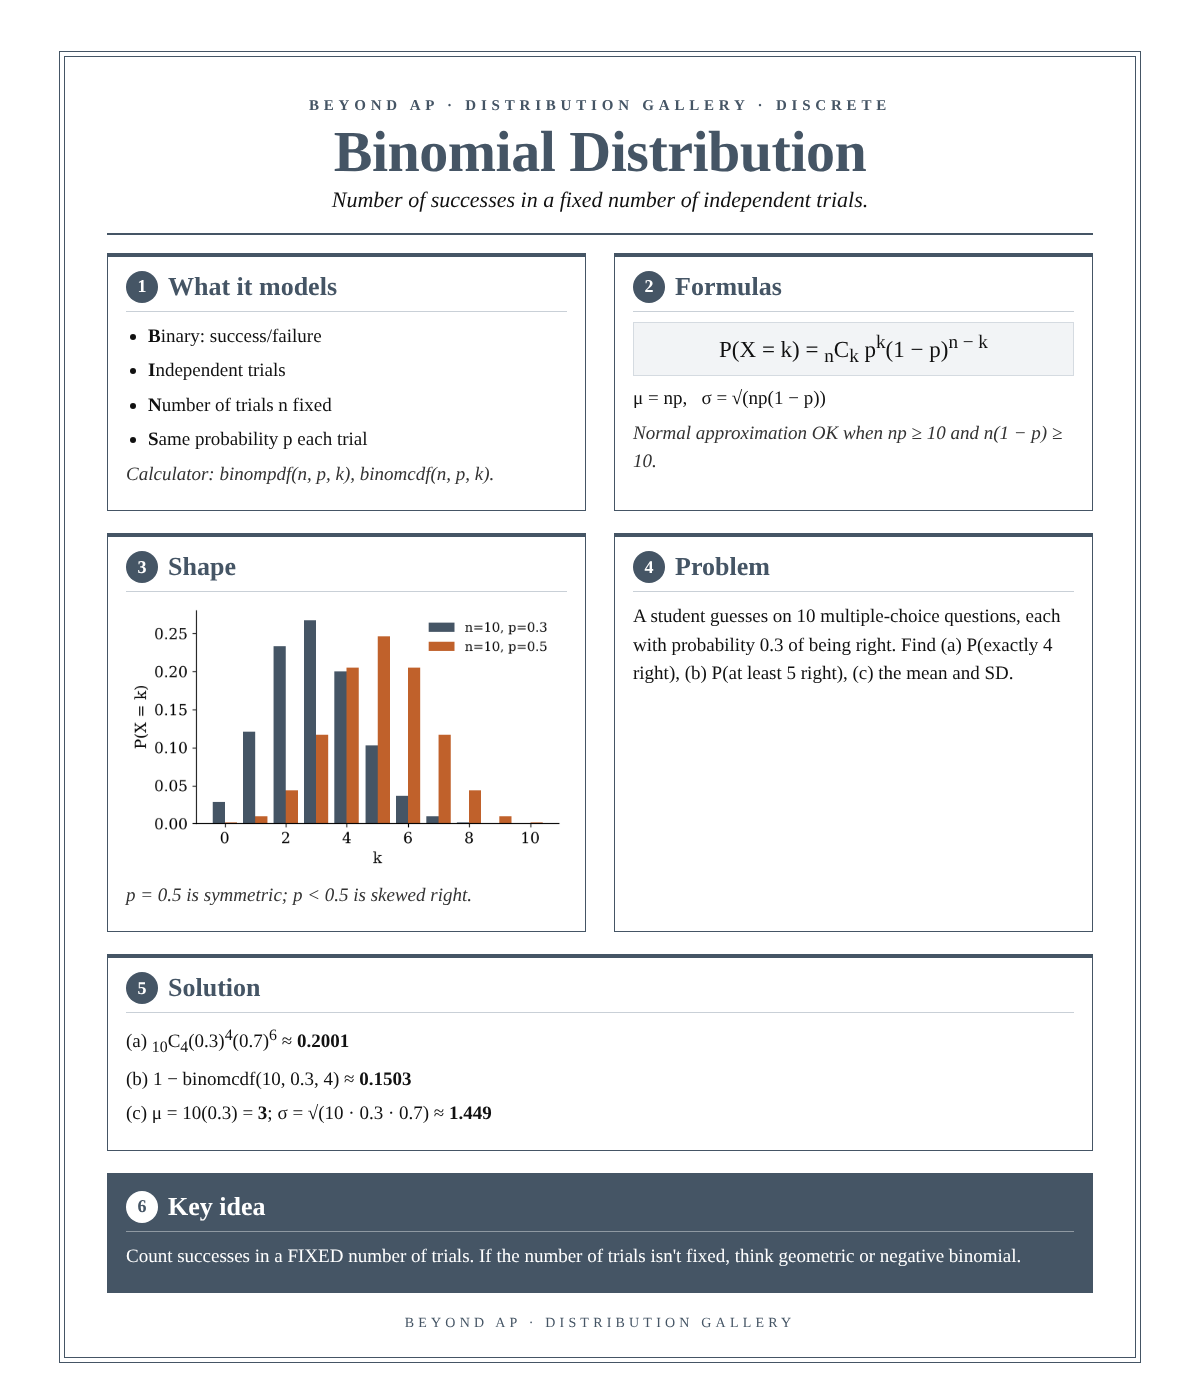 BEYOND AP · DISTRIBUTION GALLERY · DISCRETE
Binomial Distribution
Number of successes in a fixed number of independent trials.
1 What it models
• Binary: success/failure
• Independent trials
• Number of trials n fixed
• Same probability p each trial
Calculator: binompdf(n, p, k), binomcdf(n, p, k).
2 Formulas
P(X = k) = ₙCₖ pᵏ(1 − p)ⁿ ⁻ ᵏ
μ = np,   σ = √(np(1 − p))
Normal approximation OK when np ≥ 10 and n(1 − p) ≥
10.
3 Shape
n=10, p=0.3
n=10, p=0.5
P(X = k)
0.25
0.20
0.15
0.10
0.05
0.00
0 2 4 6 8 10
k
p = 0.5 is symmetric; p < 0.5 is skewed right.
4 Problem
A student guesses on 10 multiple-choice questions, each
with probability 0.3 of being right. Find (a) P(exactly 4
right), (b) P(at least 5 right), (c) the mean and SD.
5 Solution
(a) ₁₀C₄(0.3)⁴(0.7)⁶ ≈ 0.2001
(b) 1 − binomcdf(10, 0.3, 4) ≈ 0.1503
(c) μ = 10(0.3) = 3; σ = √(10 · 0.3 · 0.7) ≈ 1.449
6 Key idea
Count successes in a FIXED number of trials. If the number of trials isn't fixed, think geometric or negative binomial.
BEYOND AP · DISTRIBUTION GALLERY